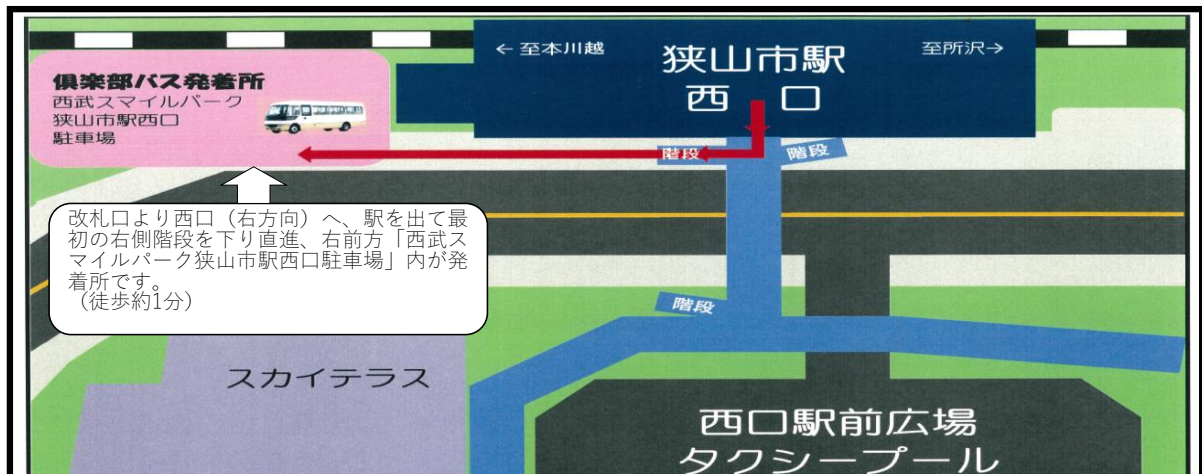 ← 至本川越
狭山市駅
西 口
至所沢→
倶楽部バス発着所
西武スマイルパーク
狭山市駅西口
駐車場
階段
階段
改札口より西口（右方向）へ、駅を出て最
初の右側階段を下り直進、右前方「西武ス
マイルパーク狭山市駅西口駐車場」内が発
着所です。
（徒歩約1分）
階段
スカイテラス
西口駅前広場
タクシープール